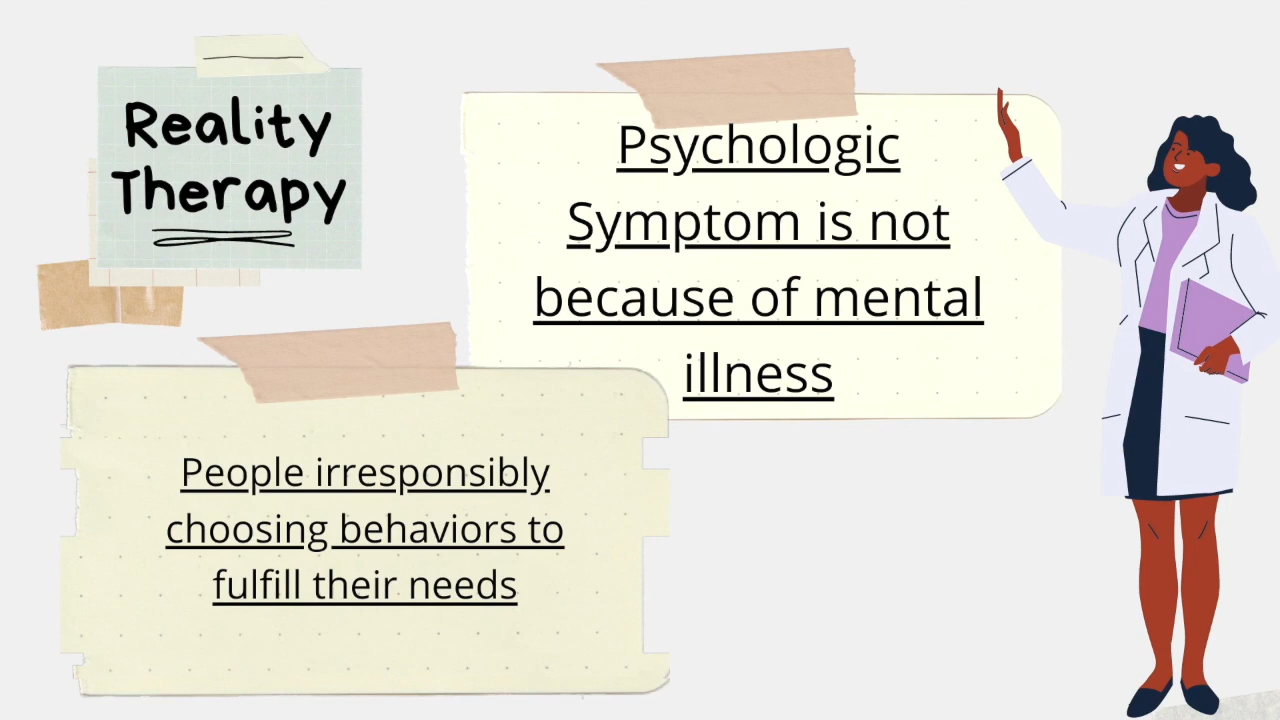 Reality
Therapy
Psychologic
Symptom is not
because of mental
illness
People irresponsibly
choosing behaviors to
fulfill their needs